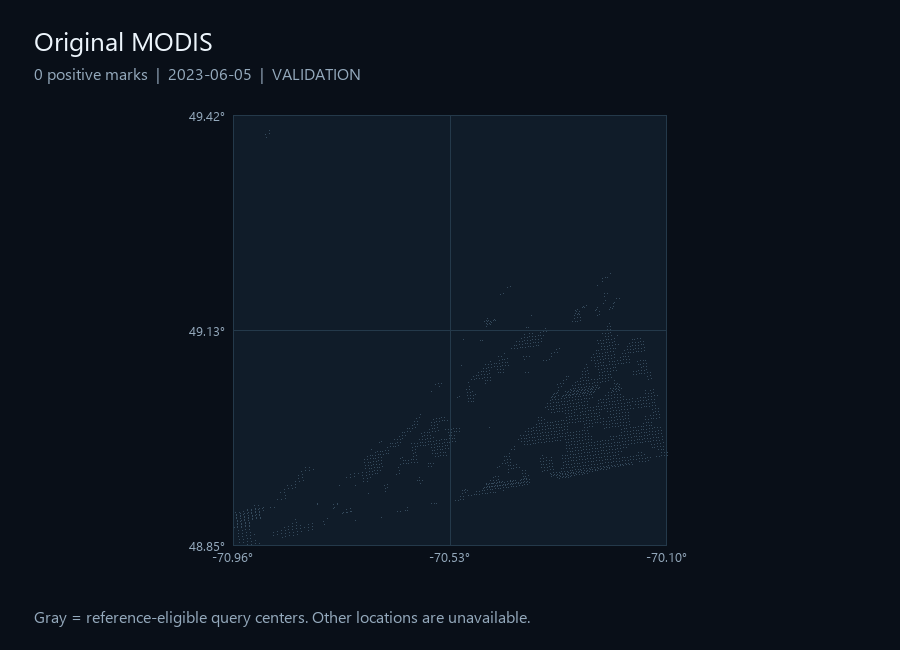 Original MODIS
0 positive marks | 2023-06-05 | VALIDATION
49.42°
49.13°
48.85°
-70.96°
-70.53°
-70.10°
Gray = reference-eligible query centers. Other locations are unavailable.